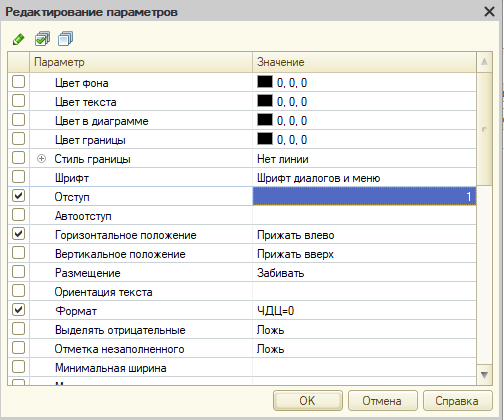 Редактирование параметров
Параметр Значение
Цвет фона 0, 0, 0
Цвет текста 0, 0, 0
Цвет в диаграмме 0, 0, 0
Цвет границы 0, 0, 0
Стиль границы Нет линии
Шрифт Шрифт диалогов и меню
Отступ 1
Автоотступ
Горизонтальное положение Прижать влево
Вертикальное положение Прижать вверх
Размещение Забивать
Ориентация текста
Формат ЧДЦ=0
Выделять отрицательные Ложь
Отметка незаполненного Ложь
Минимальная ширина
OK Отмена Справка